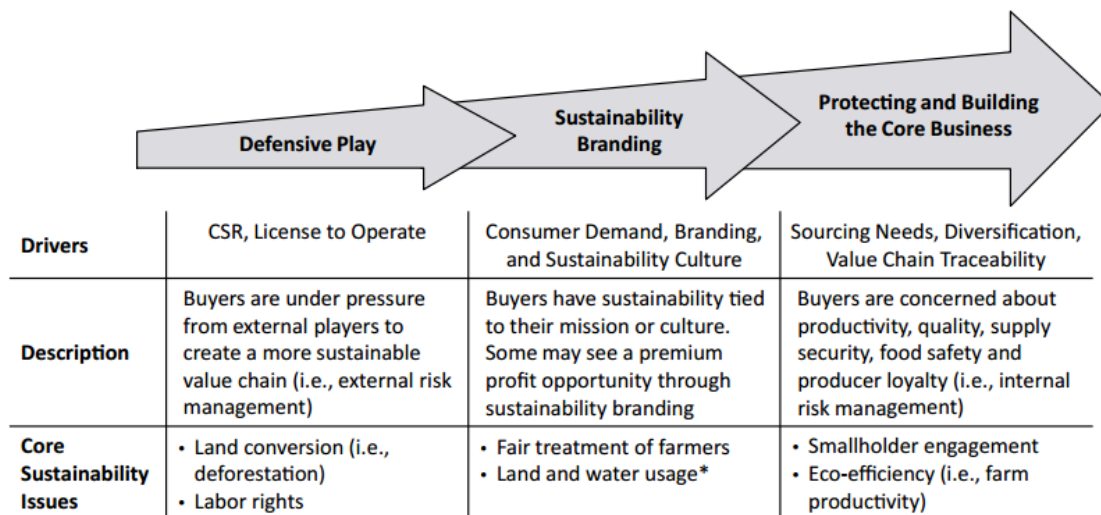 Defensive Play
Sustainability
Branding
Protecting and Building
the Core Business
Drivers
CSR, License to Operate
Consumer Demand, Branding,
and Sustainability Culture
Sourcing Needs, Diversification,
Value Chain Traceability
Description
Buyers are under pressure
from external players to
create a more sustainable
value chain (i.e., external risk
management)
Buyers have sustainability tied
to their mission or culture.
Some may see a premium
profit opportunity through
sustainability branding
Buyers are concerned about
productivity, quality, supply
security, food safety and
producer loyalty (i.e., internal
risk management)
Core
Sustainability
Issues
• Land conversion (i.e.,
deforestation)
• Labor rights
• Fair treatment of farmers
• Land and water usage*
• Smallholder engagement
• Eco-efficiency (i.e., farm
productivity)